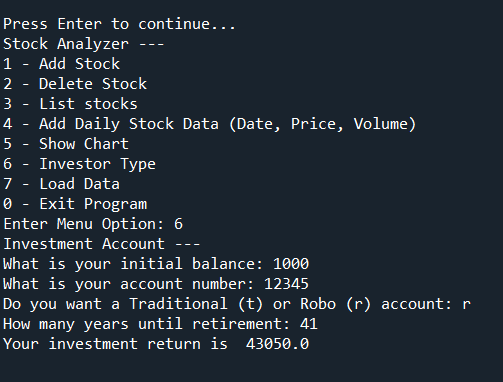 Press Enter to continue...
Stock Analyzer ---
1 - Add Stock
2 - Delete Stock
3 - List stocks
4 - Add Daily Stock Data (Date, Price, Volume)
5 - Show Chart
6 - Investor Type
7 - Load Data
0 - Exit Program
Enter Menu Option: 6
Investment Account ---
What is your initial balance: 1000
What is your account number: 12345
Do you want a Traditional (t) or Robo (r) account: r
How many years until retirement: 41
Your investment return is  43050.0